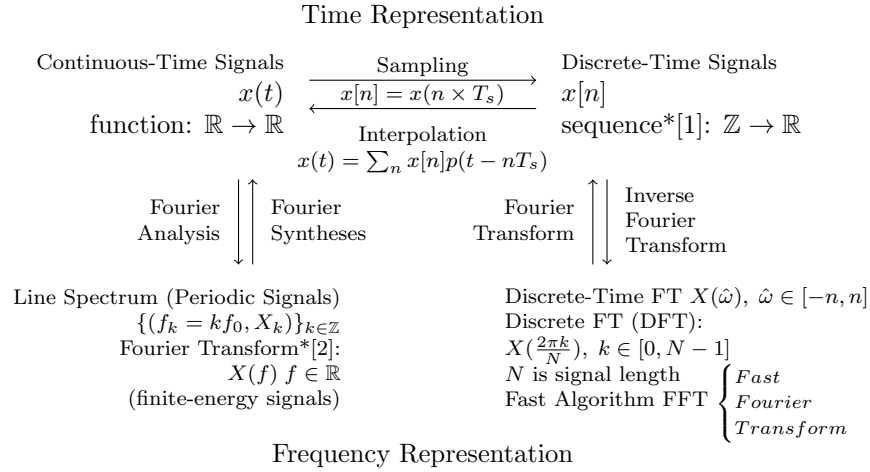 Time Representation
Continuous-Time Signals
x(t)
function: ℝ → ℝ
Sampling
x[n] = x(n × T_s)
Interpolation
x(t) = ∑_n x[n]p(t − nT_s)
Discrete-Time Signals
x[n]
sequence*[1]: ℤ → ℝ
Fourier
Analysis
Fourier
Syntheses
Fourier
Transform
Inverse
Fourier
Transform
Line Spectrum (Periodic Signals)
{(f_k = kf_0, X_k)}_{k∈ℤ}
Fourier Transform*[2]:
X(f) f ∈ ℝ
(finite-energy signals)
Discrete-Time FT X(ω̂), ω̂ ∈ [−n, n]
Discrete FT (DFT):
X(2πk/N), k ∈ [0, N − 1]
N is signal length
Fast Algorithm FFT { Fast
Fourier
Transform
Frequency Representation